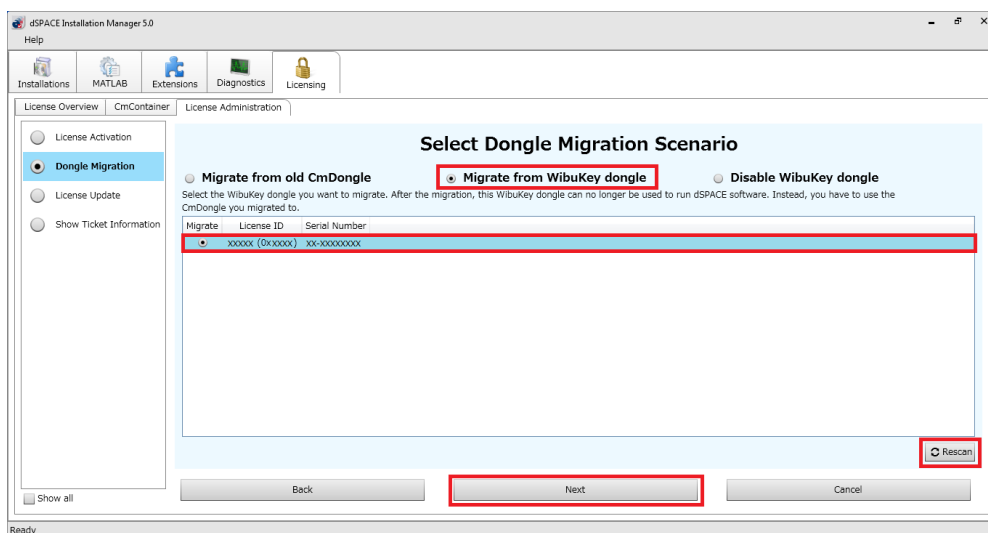 dSPACE Installation Manager 5.0
Help
Installations MATLAB Extensions Diagnostics Licensing
License Overview CmContainer License Administration
License Activation
Dongle Migration
License Update
Show Ticket Information
Show all
Select Dongle Migration Scenario
Migrate from old CmDongle Migrate from WibuKey dongle Disable WibuKey dongle
Select the WibuKey dongle you want to migrate. After the migration, this WibuKey dongle can no longer be used to run dSPACE software. Instead, you have to use the
CmDongle you migrated to.
Migrate License ID Serial Number
xxxxx (0xxxxx) xx-xxxxxxxx
Rescan
Back Next Cancel
Ready